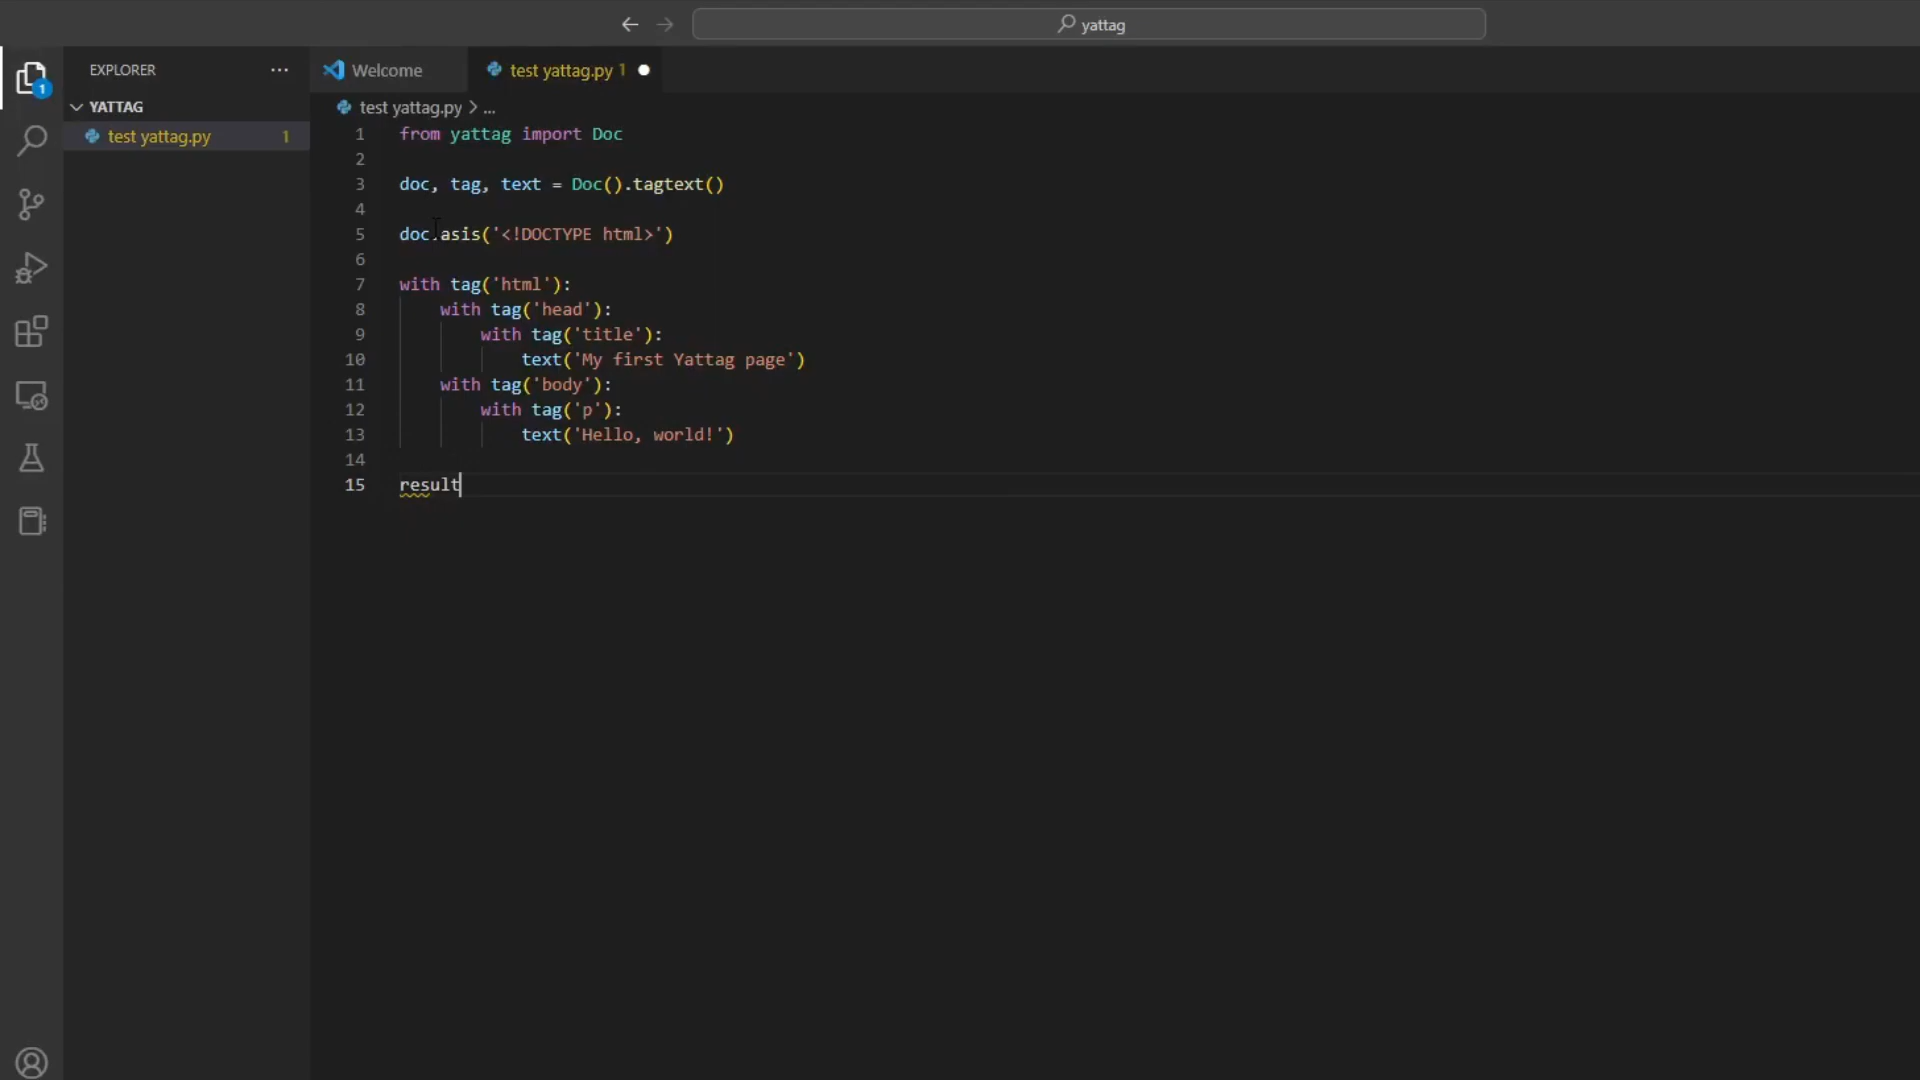 yattag
EXPLORER
Welcome
test yattag.py 1
YATTAG
test yattag.py > ...
test yattag.py 1
1
1 from yattag import Doc
2
3 doc, tag, text = Doc().tagtext()
4
5 doc.asis('<!DOCTYPE html>')
6
7 with tag('html'):
8     with tag('head'):
9         with tag('title'):
10             text('My first Yattag page')
11     with tag('body'):
12         with tag('p'):
13             text('Hello, world!')
14
15 result